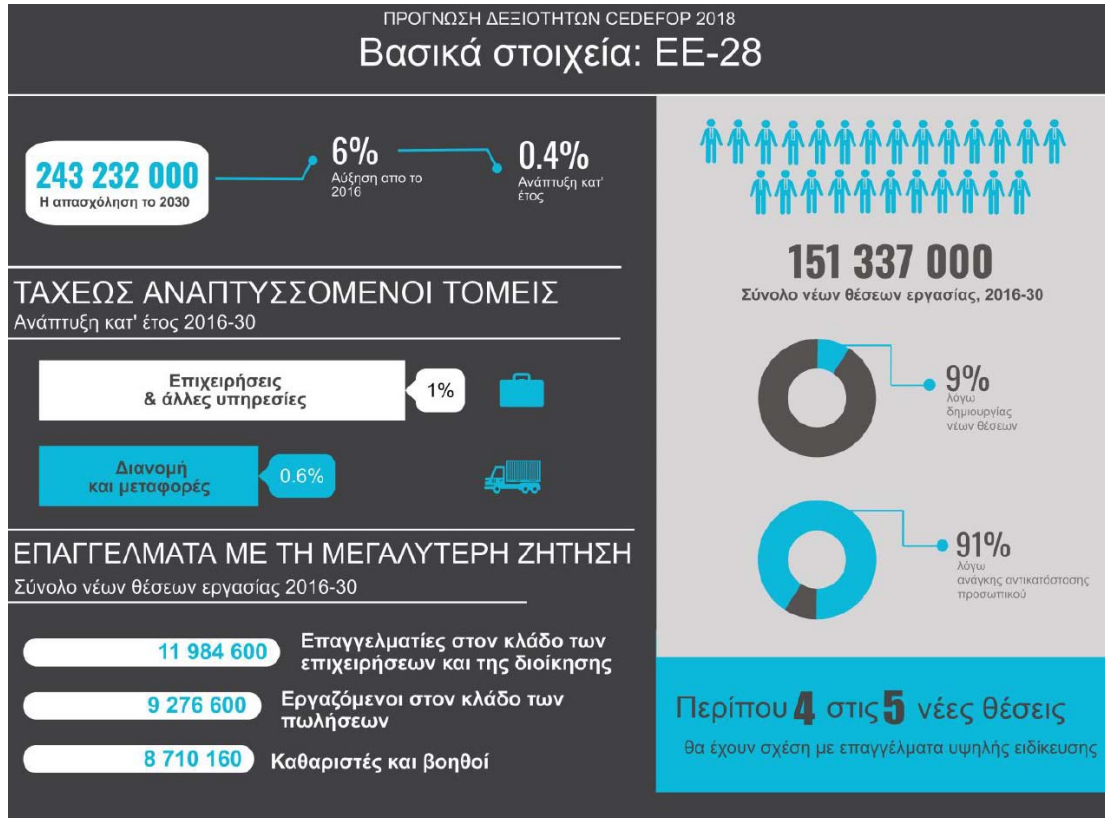 ΠΡΟΓΝΩΣΗ ΔΕΞΙΟΤΗΤΩΝ CEDEFOP 2018
Βασικά στοιχεία: ΕΕ-28
243 232 000
Η απασχόληση το 2030
6%
Αύξηση απο το
2016
0.4%
Ανάπτυξη κατ'
έτος
ΤΑΧΕΩΣ ΑΝΑΠΤΥΣΣΟΜΕΝΟΙ ΤΟΜΕΙΣ
Ανάπτυξη κατ' έτος 2016-30
Επιχειρήσεις
& άλλες υπηρεσίες
1%
Διανομή
και μεταφορές
0.6%
ΕΠΑΓΓΕΛΜΑΤΑ ΜΕ ΤΗ ΜΕΓΑΛΥΤΕΡΗ ΖΗΤΗΣΗ
Σύνολο νέων θέσεων εργασίας 2016-30
11 984 600
Επαγγελματίες στον κλάδο των
επιχειρήσεων και της διοίκησης
9 276 600
Εργαζόμενοι στον κλάδο των
πωλήσεων
8 710 160
Καθαριστές και βοηθοί
151 337 000
Σύνολο νέων θέσεων εργασίας, 2016-30
9%
λόγω
δημιουργίας
νέων θέσεων
91%
λόγω
ανάγκης αντικατάστασης
προσωπικού
Περίπου 4 στις 5 νέες θέσεις
θα έχουν σχέση με επαγγέλματα υψηλής ειδίκευσης